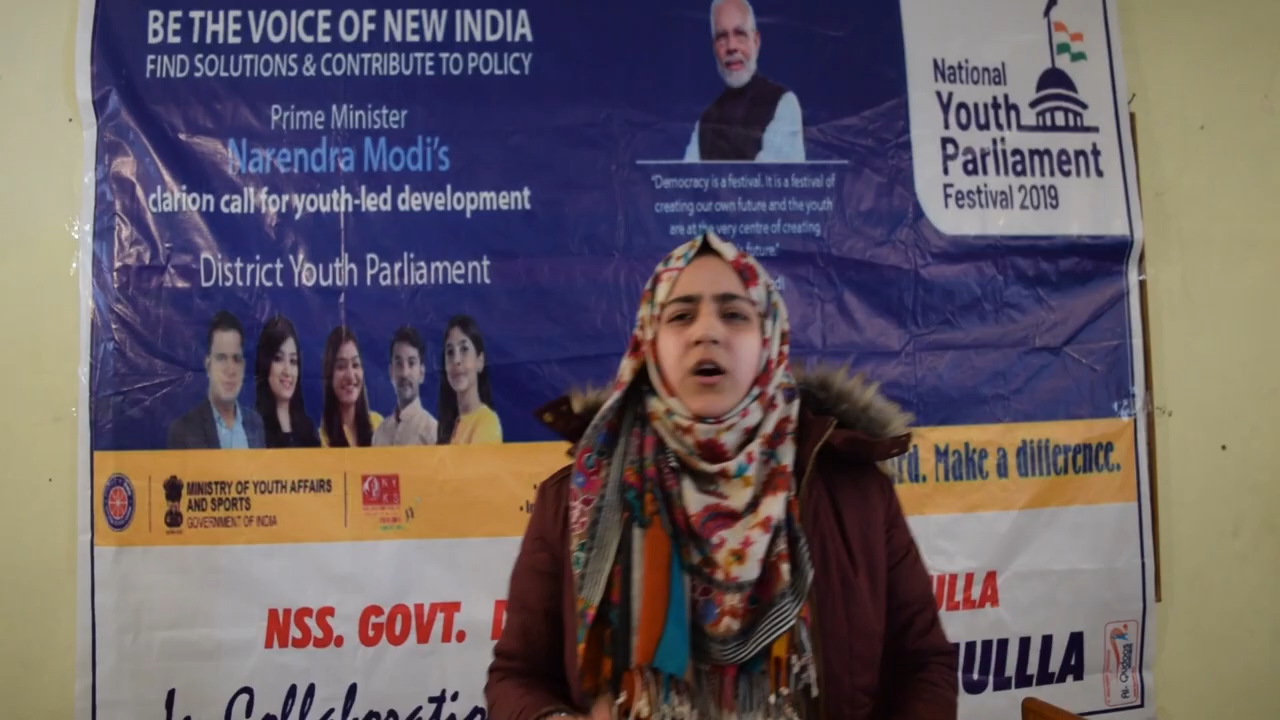 BE THE VOICE OF NEW INDIA
FIND SOLUTIONS & CONTRIBUTE TO POLICY
Prime Minister
Narendra Modi's
clarion call for youth-led development
District Youth Parliament
"Democracy is a festival. It is a festival of
creating our own future and the youth
are at the very centre of creating
future."
National
Youth
Parliament
Festival 2019
MINISTRY OF YOUTH AFFAIRS
AND SPORTS
GOVERNMENT OF INDIA
rd. Make a difference.
NSS. GOVT.
ULLA
In Collaboratio
ULLLA